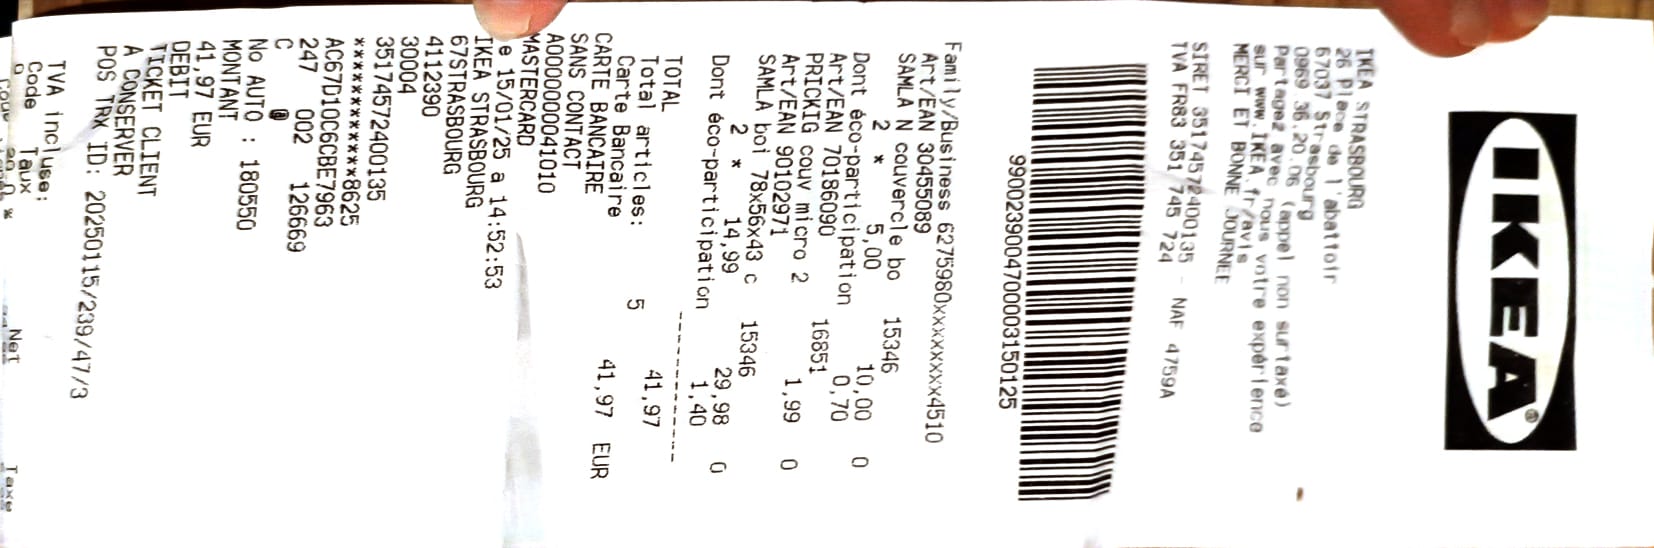 IKEA®
IKEA STRASBOURG
26 place de l'abattoir
67037 Strasbourg
0969 36.20.06 (appel non surtaxé)
Partagez avec nous votre expérience
sur www.IKEA.fr/avis
MERCI ET BONNE JOURNEE
SIRET 35174572400135 - NAF 4759A
TVA FR83 351 745 724
99002390047000003150125
Family/Business 6275980xxxxxxxxx4510
Art/EAN 30455089
SAMLA N couvercle bo 15346
2 * 5,00 10,00 0
Dont éco-participation 0,70
Art/EAN 70186090 16851
PRICKIG couv micro 2 1,99 0
Art/EAN 90102971
SAMLA boi 78x56x43 c 15346
2 * 14,99 29,98 0
Dont éco-participation 1,40
---------------
TOTAL
Total articles: 5 41,97
Carte Bancaire 41,97 EUR
CARTE BANCAIRE
SANS CONTACT
A0000000041010
MASTERCARD
e 15/01/25 a 14:52:53
IKEA STRASBOURG
67STRASBOURG
4112390
30004
35174572400135
************8625
AC67D10C6CBE7963
247 002 126669
C @
No AUTO : 180550
MONTANT
41,97 EUR
DEBIT
TICKET CLIENT
A CONSERVER
POS TRX ID: 20250115/239/47/3
TVA incluse:
Code Taux Net Taxe